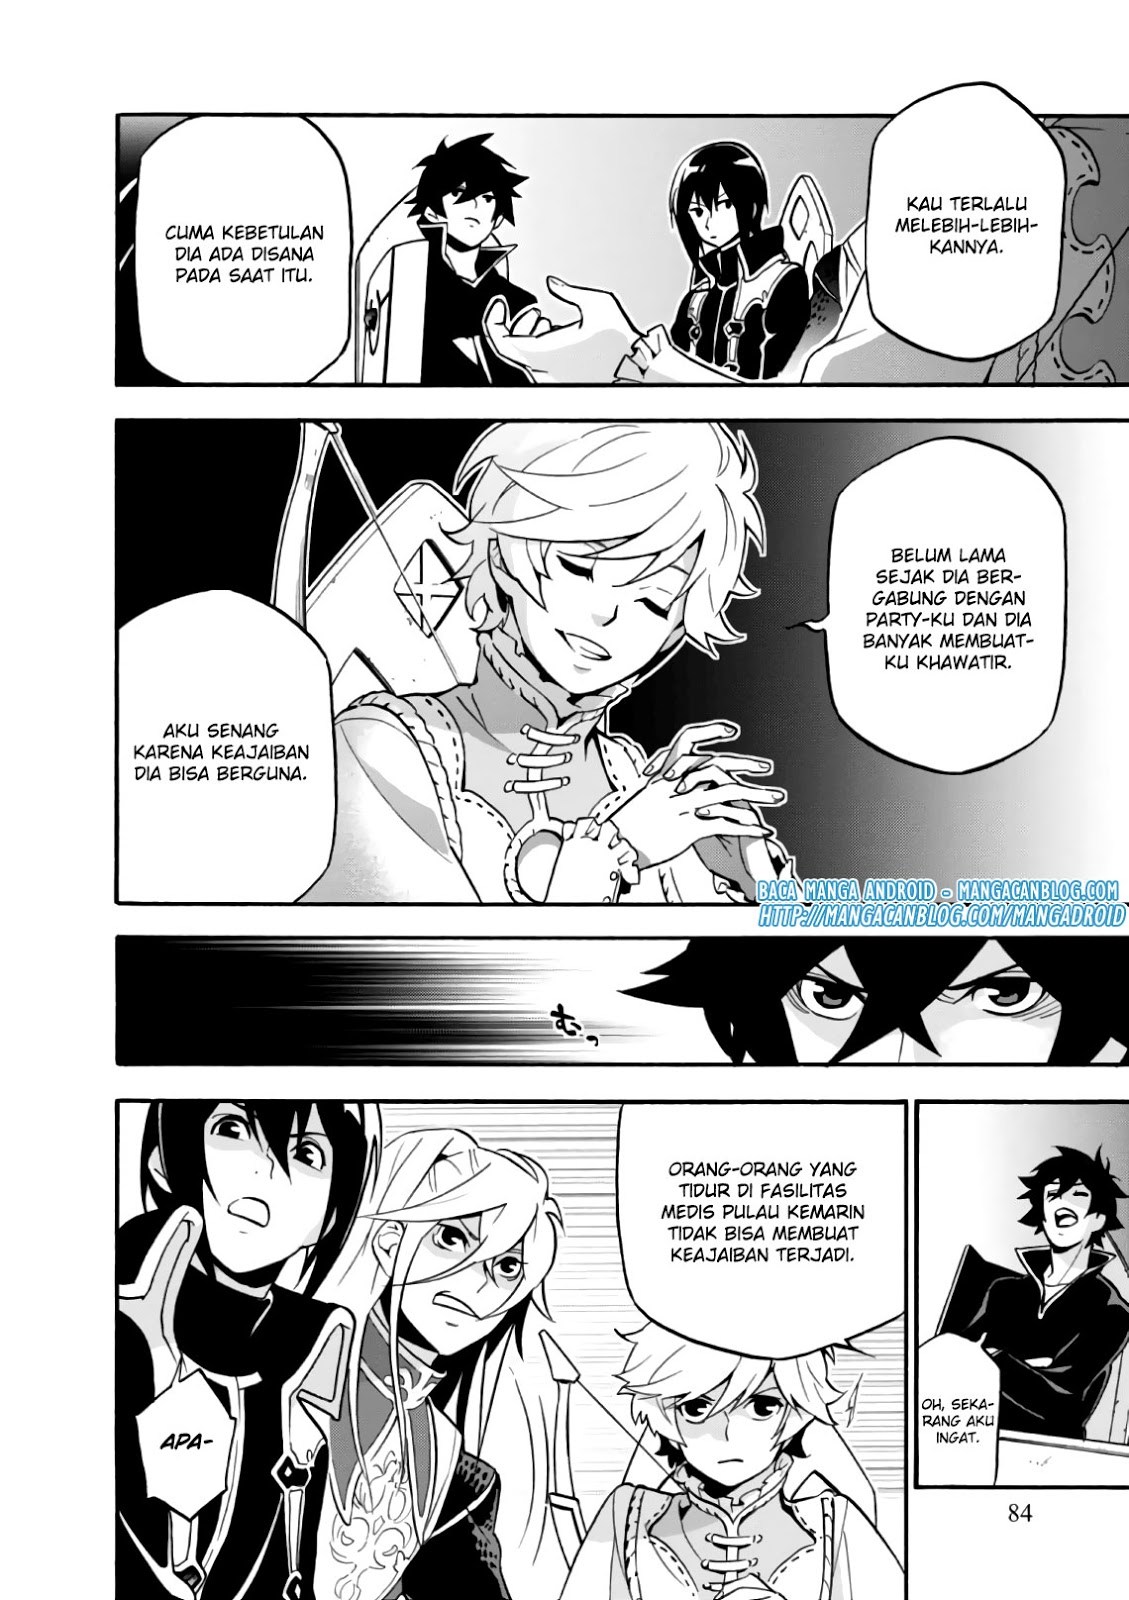 KAU TERLALU
MELEBIH-LEBIH-
KANNYA.
CUMA KEBETULAN
DIA ADA DISANA
PADA SAAT ITU.
BELUM LAMA
SEJAK DIA BER-
GABUNG DENGAN
PARTY-KU DAN DIA
BANYAK MEMBUAT-
KU KHAWATIR.
AKU SENANG
KARENA KEAJAIBAN
DIA BISA BERGUNA.
BACA MANGA ANDROID - MANGACANBLOG.COM
HTTP://MANGACANBLOG.COM/MANGADROID
むっ
OH, SEKA-
RANG AKU
INGAT.
ORANG-ORANG YANG
TIDUR DI FASILITAS
MEDIS PULAU KEMARIN
TIDAK BISA MEMBUAT
KEAJAIBAN TERJADI.
APA-
84